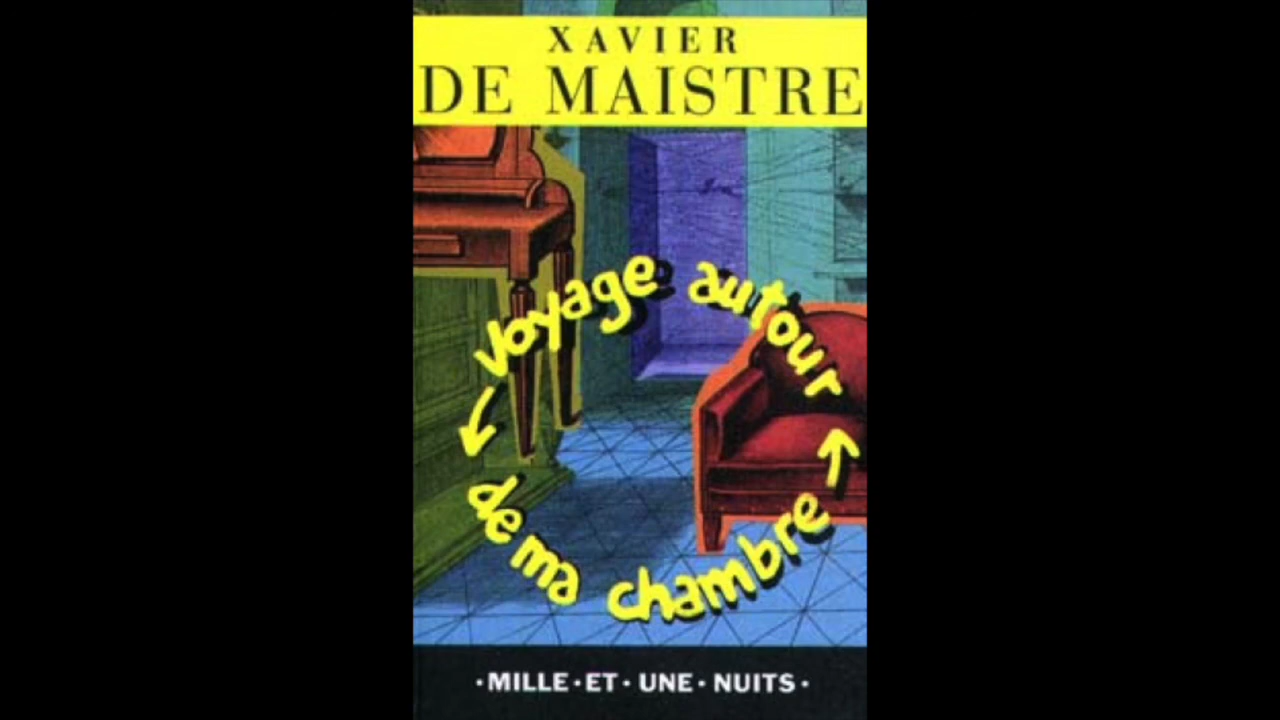 XAVIER
DE MAISTRE
voyage autour
de ma chambre
·MILLE·ET·UNE·NUITS·